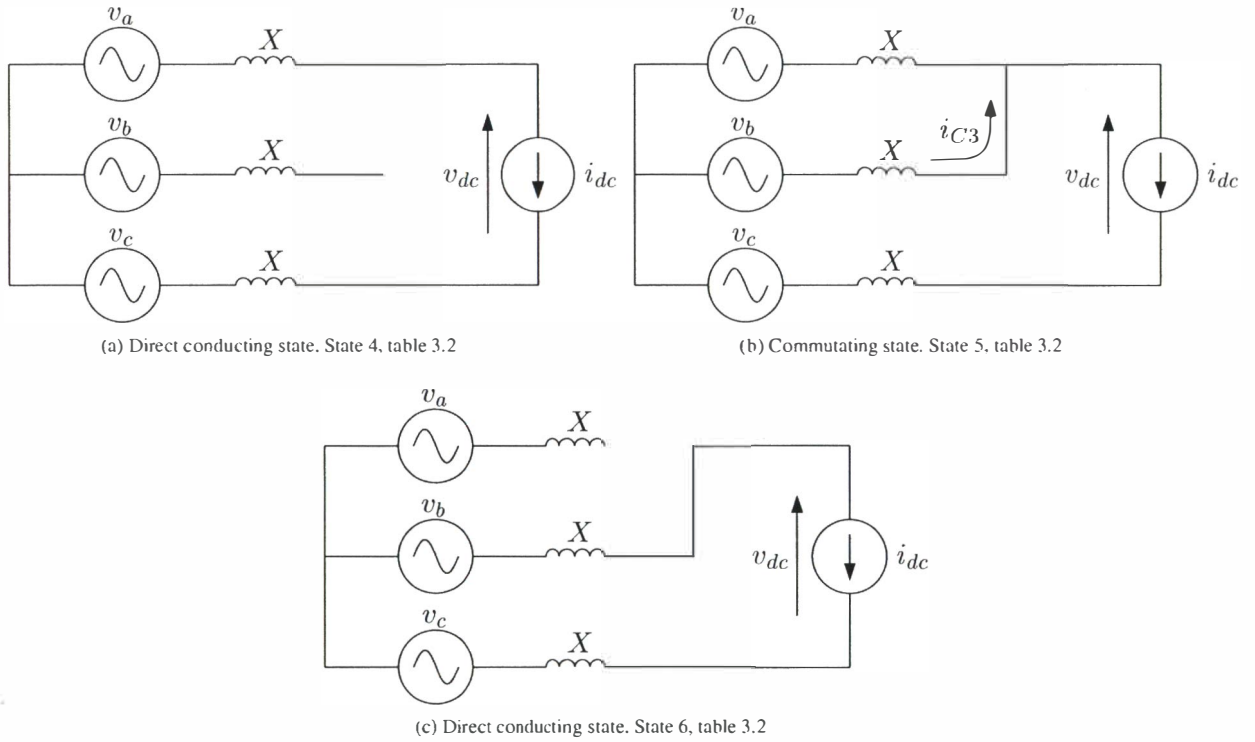 v_a
X
v_b
X
v_dc
i_dc
v_c
X
(a) Direct conducting state. State 4, table 3.2
v_a
X
v_b
i_C3
X
v_dc
i_dc
v_c
X
(b) Commutating state. State 5, table 3.2
v_a
X
v_b
X
v_dc
i_dc
v_c
X
(c) Direct conducting state. State 6, table 3.2